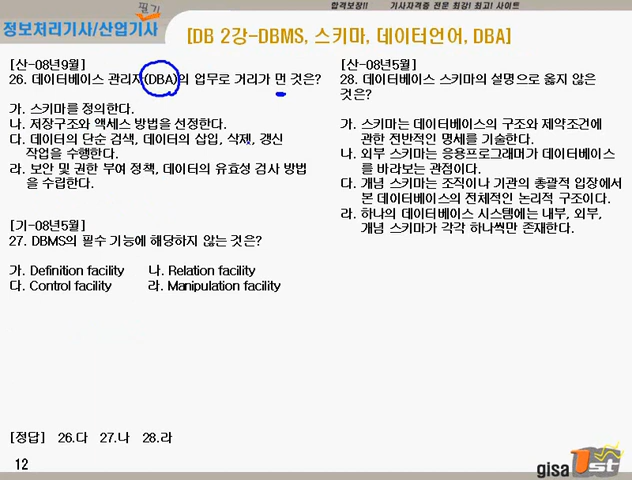 합격보장!! 기사자격증 전문 최강! 최고! 사이트
필기
정보처리기사/산업기사
[DB 2강-DBMS, 스키마, 데이터언어, DBA]
[산-08년9월]
26. 데이터베이스 관리자(DBA)의 업무로 거리가 먼 것은?
가. 스키마를 정의한다.
나. 저장구조와 액세스 방법을 선정한다.
다. 데이터의 단순 검색, 데이터의 삽입, 삭제, 갱신
작업을 수행한다.
라. 보안 및 권한 부여 정책, 데이터의 유효성 검사 방법
을 수립한다.
[기-08년5월]
27. DBMS의 필수 기능에 해당하지 않는 것은?
가. Definition facility 나. Relation facility
다. Control facility 라. Manipulation facility
[산-08년5월]
28. 데이터베이스 스키마의 설명으로 옳지 않은
것은?
가. 스키마는 데이터베이스의 구조와 제약조건에
관한 전반적인 명세를 기술한다.
나. 외부 스키마는 응용프로그래머가 데이터베이스
를 바라보는 관점이다.
다. 개념 스키마는 조직이나 기관의 총괄적 입장에서
본 데이터베이스의 전체적인 논리적 구조이다.
라. 하나의 데이터베이스 시스템에는 내부, 외부,
개념 스키마가 각각 하나씩만 존재한다.
[정답] 26.다 27.나 28.라
12
gisa 1st